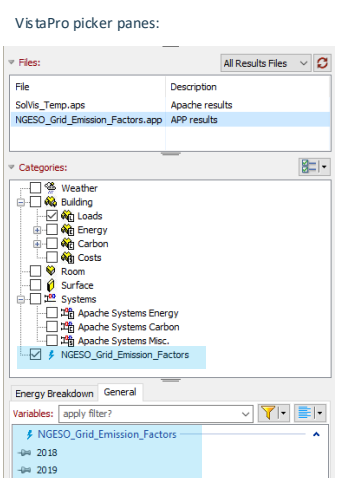 VistaPro picker panes:
Files:
All Results Files
File Description
SolVis_Temp.aps Apache results
NGESO_Grid_Emission_Factors.app APP results
Categories:
Weather
Building
Loads
Energy
Carbon
Costs
Room
Surface
Systems
Apache Systems Energy
Apache Systems Carbon
Apache Systems Misc.
NGESO_Grid_Emission_Factors
Energy Breakdown General
Variables: apply filter?
NGESO_Grid_Emission_Factors
2018
2019